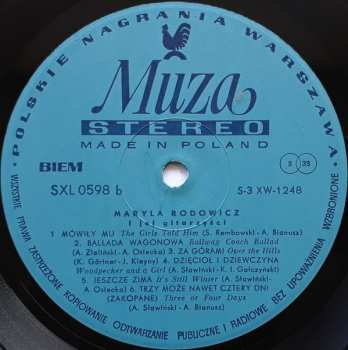 POLSKIE NAGRANIA WARSZAWA
Muza
STEREO
MADE IN POLAND
BIEM
SXL 0598 b
S-3 XW-1248
MARYLA RODOWICZ
i jej gitarzyści
1 MÓWIŁY MU The Girls Told Him (S. Rembowski - A. Bianusz)
2. BALLADA WAGONOWA Railway Coach Ballad
(A. Zieliński - A. Osiecka) 3. ZA GÓRAMI Over the Hills
(K. Gärtner - J. Kleyny) 4. DZIĘCIOŁ I DZIEWCZYNA
Woodpecker and a Girl (A. Sławiński - K. I. Gałczyński)
5. JESZCZE ZIMA It's Still Winter (A. Sławiński -
A. Osiecka) 6. TRZY MOŻE NAWET CZTERY DNI
(ZAKOPANE) Three or Four Days
(A. Sławiński - A. Bianusz)
WSZYSTKIE PRAWA ZASTRZEŻONE KOPIOWANIE ODTWARZANIE PUBLICZNE I RADIOWE BEZ UPOWAŻNIENIA WZBRONIONE